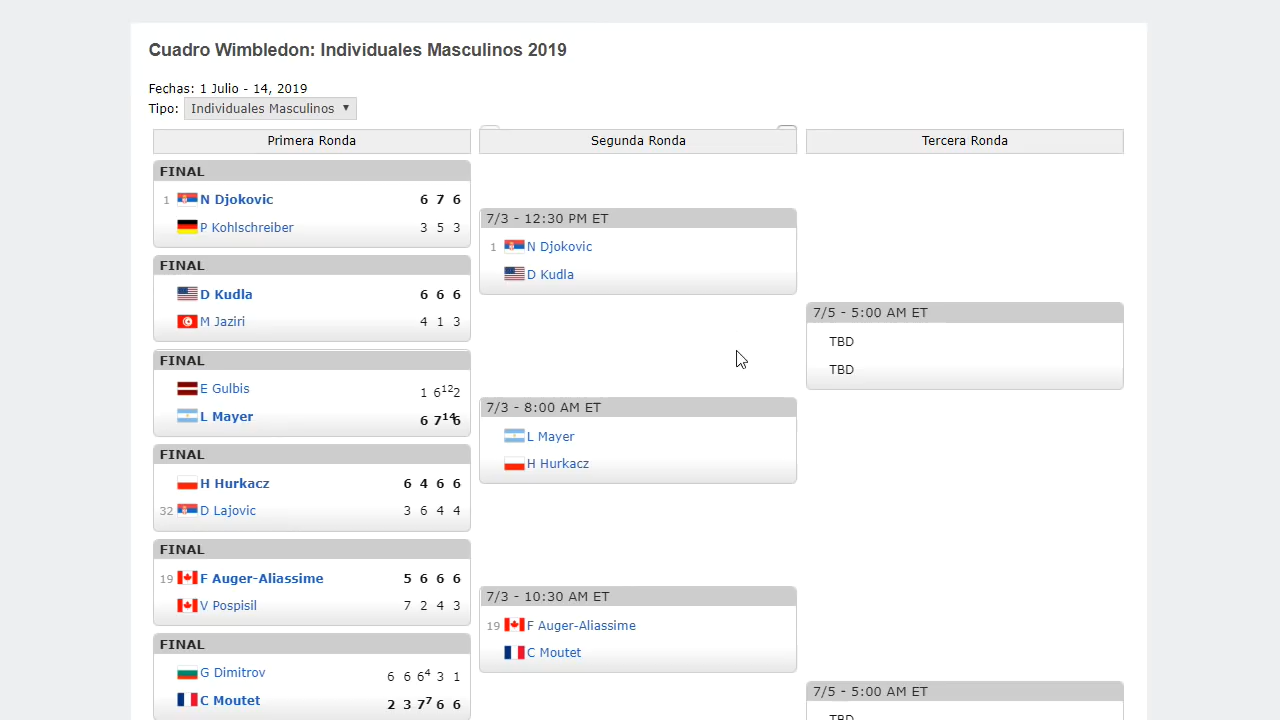 Cuadro Wimbledon: Individuales Masculinos 2019
Fechas: 1 Julio - 14, 2019
Tipo: Individuales Masculinos
Primera Ronda
Segunda Ronda
Tercera Ronda
FINAL
1 N Djokovic 6 7 6
P Kohlschreiber 3 5 3
FINAL
D Kudla 6 6 6
M Jaziri 4 1 3
FINAL
E Gulbis 1 6¹² 2
L Mayer 6 7¹⁴ 6
FINAL
H Hurkacz 6 4 6 6
32 D Lajovic 3 6 4 4
FINAL
19 F Auger-Aliassime 5 6 6 6
V Pospisil 7 2 4 3
FINAL
G Dimitrov 6 6 6⁴ 3 1
C Moutet 2 3 7⁷ 6 6
7/3 - 12:30 PM ET
1 N Djokovic
D Kudla
7/3 - 8:00 AM ET
L Mayer
H Hurkacz
7/3 - 10:30 AM ET
19 F Auger-Aliassime
C Moutet
7/5 - 5:00 AM ET
TBD
TBD
7/5 - 5:00 AM ET
TBD